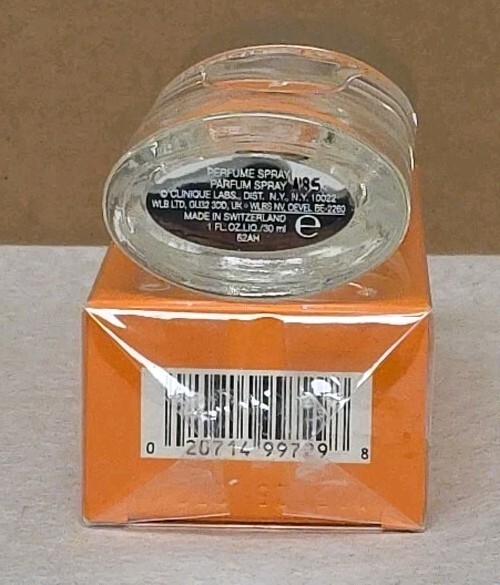 PERFUME SPRAY
PARFUM SPRAY
© CLINIQUE LABS., DIST. N.Y., N.Y. 10022
WLB LTD, GU32 3DD, UK • WLBS NV, OEVEL BE-2260
MADE IN SWITZERLAND e
1 FL.OZ.LIQ./30 ml
0 20714 8